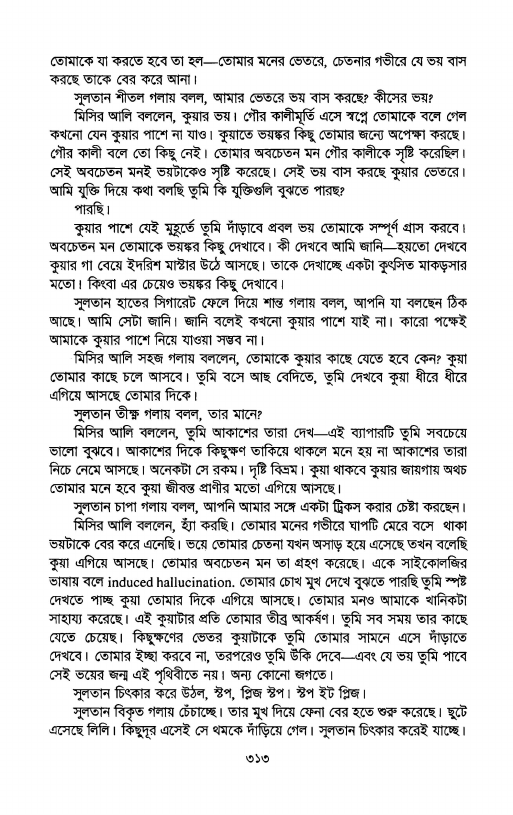 তোমাকে যা করতে হবে তা হল—তোমার মনের ভেতরে, চেতনার গভীরে যে ভয় বাস
করছে তাকে বের করে আনা।
সুলতান শীতল গলায় বলল, আমার ভেতরে ভয় বাস করছে? কীসের ভয়?
মিসির আলি বললেন, কুয়ার ভয়। গৌর কালীমূর্তি এসে স্বপ্নে তোমাকে বলে গেল
কখনো যেন কুয়ার পাশে না যাও। কুয়াতে ভয়ঙ্কর কিছু তোমার জন্যে অপেক্ষা করছে।
গৌর কালী বলে তো কিছু নেই। তোমার অবচেতন মন গৌর কালীকে সৃষ্টি করেছিল।
সেই অবচেতন মনই ভয়টাকেও সৃষ্টি করেছে। সেই ভয় বাস করছে কুয়ার ভেতরে।
আমি যুক্তি দিয়ে কথা বলছি তুমি কি যুক্তিগুলি বুঝতে পারছ?
পারছি।
কুয়ার পাশে যেই মুহূর্তে তুমি দাঁড়াবে প্রবল ভয় তোমাকে সম্পূর্ণ গ্রাস করবে।
অবচেতন মন তোমাকে ভয়ঙ্কর কিছু দেখাবে। কী দেখবে আমি জানি—হয়তো দেখবে
কুয়ার গা বেয়ে ইদরিশ মাস্টার উঠে আসছে। তাকে দেখাচ্ছে একটা কুৎসিত মাকড়সার
মতো। কিংবা এর চেয়েও ভয়ঙ্কর কিছু দেখাবে।
সুলতান হাতের সিগারেট ফেলে দিয়ে শান্ত গলায় বলল, আপনি যা বলছেন ঠিক
আছে। আমি সেটা জানি। জানি বলেই কখনো কুয়ার পাশে যাই না। কারো পক্ষেই
আমাকে কুয়ার পাশে নিয়ে যাওয়া সম্ভব না।
মিসির আলি সহজ গলায় বললেন, তোমাকে কুয়ার কাছে যেতে হবে কেন? কুয়া
তোমার কাছে চলে আসবে। তুমি বসে আছ বেদিতে, তুমি দেখবে কুয়া ধীরে ধীরে
এগিয়ে আসছে তোমার দিকে।
সুলতান তীক্ষ্ণ গলায় বলল, তার মানে?
মিসির আলি বললেন, তুমি আকাশের তারা দেখ—এই ব্যাপারটি তুমি সবচেয়ে
ভালো বুঝবে। আকাশের দিকে কিছুক্ষণ তাকিয়ে থাকলে মনে হয় না আকাশের তারা
নিচে নেমে আসছে। অনেকটা সে রকম। দৃষ্টি বিভ্রম। কুয়া থাকবে কুয়ার জায়গায় অথচ
তোমার মনে হবে কুয়া জীবন্ত প্রাণীর মতো এগিয়ে আসছে।
সুলতান চাপা গলায় বলল, আপনি আমার সঙ্গে একটা ট্রিকস করার চেষ্টা করছেন।
মিসির আলি বললেন, হ্যাঁ করছি। তোমার মনের গভীরে ঘাপটি মেরে বসে থাকা
ভয়টাকে বের করে এনেছি। ভয়ে তোমার চেতনা যখন অসাড় হয়ে এসেছে তখন বলেছি
কুয়া এগিয়ে আসছে। তোমার অবচেতন মন তা গ্রহণ করেছে। একে সাইকোলজির
ভাষায় বলে induced hallucination. তোমার চোখ মুখ দেখে বুঝতে পারছি তুমি স্পষ্ট
দেখতে পাচ্ছ কুয়া তোমার দিকে এগিয়ে আসছে। তোমার মনও আমাকে খানিকটা
সাহায্য করেছে। এই কুয়াটার প্রতি তোমার তীব্র আকর্ষণ। তুমি সব সময় তার কাছে
যেতে চেয়েছ। কিছুক্ষণের ভেতর কুয়াটাকে তুমি তোমার সামনে এসে দাঁড়াতে
দেখবে। তোমার ইচ্ছা করবে না, তরপরেও তুমি উঁকি দেবে—এবং যে ভয় তুমি পাবে
সেই ভয়ের জন্ম এই পৃথিবীতে নয়। অন্য কোনো জগতে।
সুলতান চিৎকার করে উঠল, স্টপ, প্লিজ স্টপ। স্টপ ইট প্লিজ।
সুলতান বিকৃত গলায় চেঁচাচ্ছে। তার মুখ দিয়ে ফেনা বের হতে শুরু করেছে। ছুটে
এসেছে লিলি। কিছুদূর এসেই সে থমকে দাঁড়িয়ে গেল। সুলতান চিৎকার করেই যাচ্ছে।
৩১৩